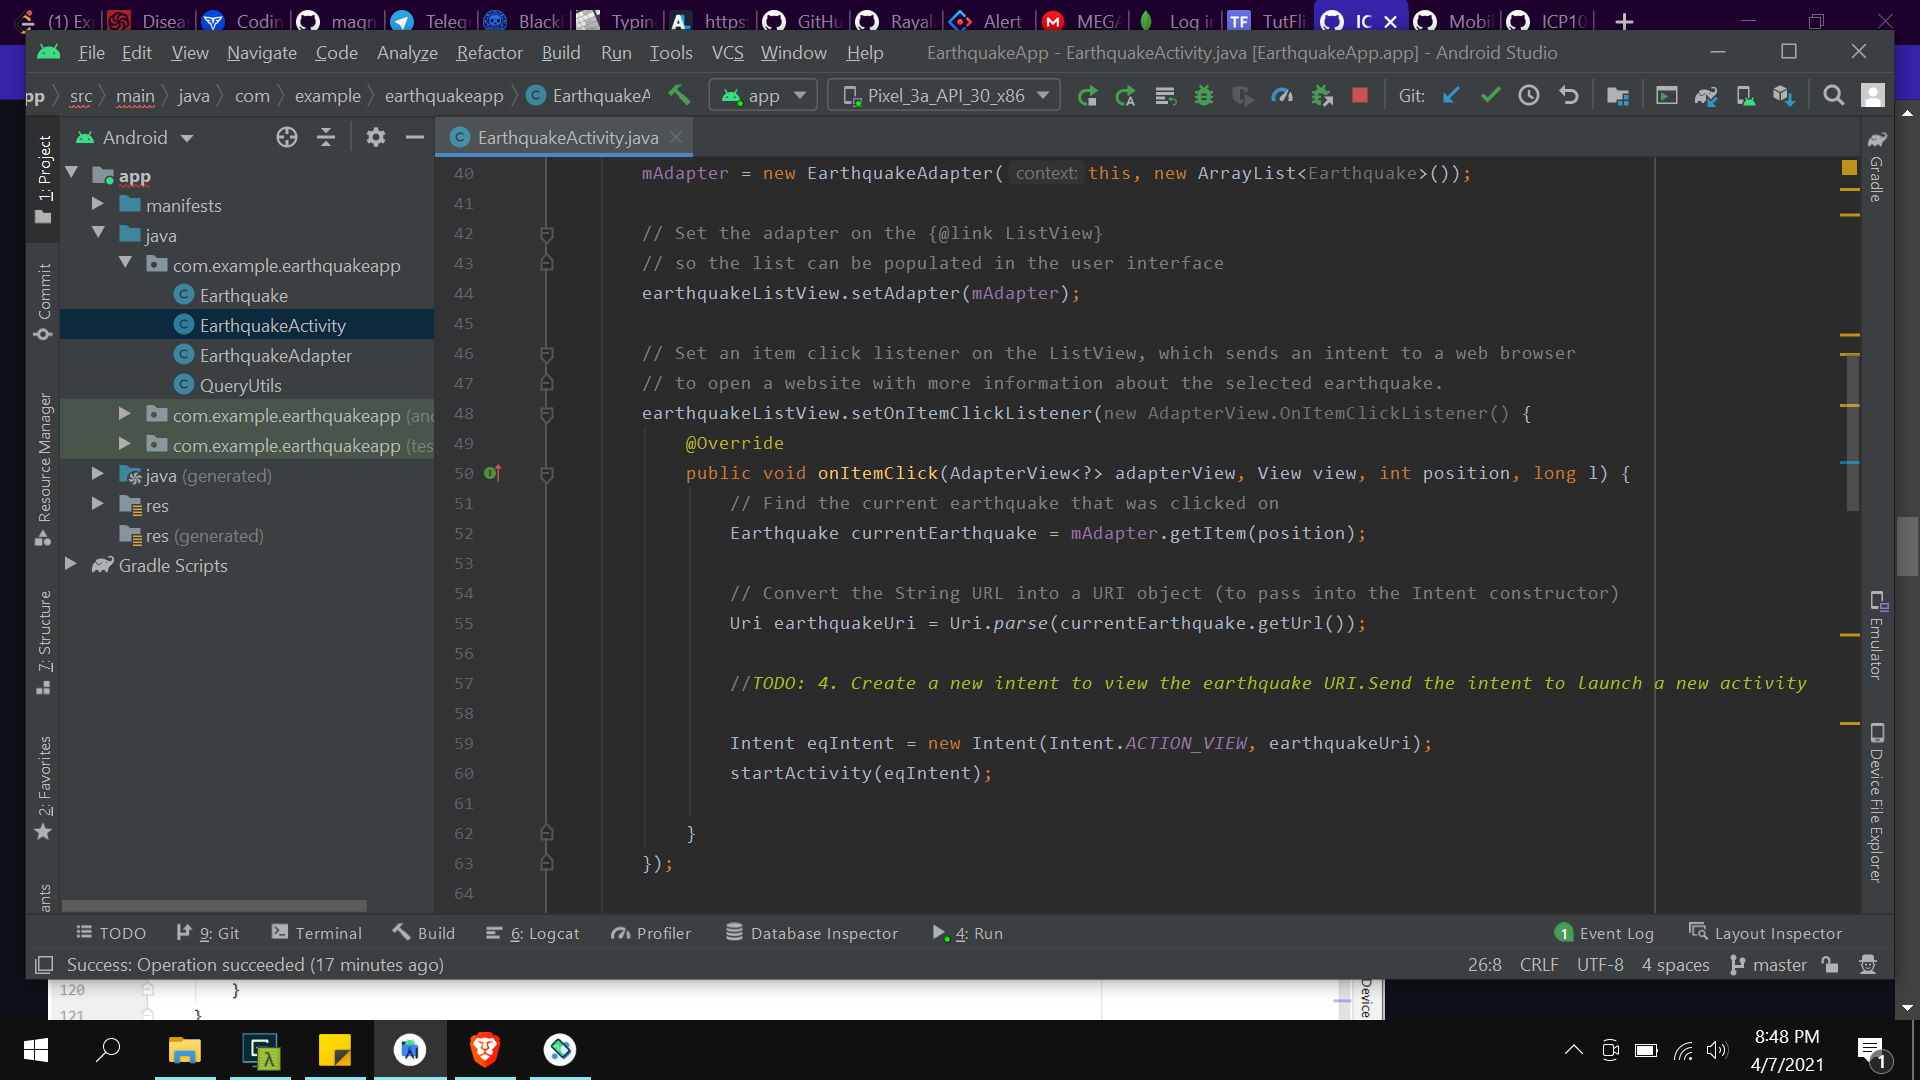 (1) Ex Disea Codin magn Teleg Black Typin https: GitHu Rayal Alert MEGA Log in TF TutFli IC Mobil ICP10
File Edit View Navigate Code Analyze Refactor Build Run Tools VCS Window Help EarthquakeApp - EarthquakeActivity.java [EarthquakeApp.app] - Android Studio
pp src main java com example earthquakeapp EarthquakeA app Pixel_3a_API_30_x86 Git:
Android
EarthquakeActivity.java
1: Project
Commit
Resource Manager
7: Structure
2: Favorites
ants
app
manifests
java
com.example.earthquakeapp
Earthquake
EarthquakeActivity
EarthquakeAdapter
QueryUtils
com.example.earthquakeapp (and
com.example.earthquakeapp (tes
java (generated)
res
res (generated)
Gradle Scripts
40 mAdapter = new EarthquakeAdapter( context: this, new ArrayList<Earthquake>());
41
42 // Set the adapter on the {@link ListView}
43 // so the list can be populated in the user interface
44 earthquakeListView.setAdapter(mAdapter);
45
46 // Set an item click listener on the ListView, which sends an intent to a web browser
47 // to open a website with more information about the selected earthquake.
48 earthquakeListView.setOnItemClickListener(new AdapterView.OnItemClickListener() {
49 @Override
50 public void onItemClick(AdapterView<?> adapterView, View view, int position, long l) {
51 // Find the current earthquake that was clicked on
52 Earthquake currentEarthquake = mAdapter.getItem(position);
53
54 // Convert the String URL into a URI object (to pass into the Intent constructor)
55 Uri earthquakeUri = Uri.parse(currentEarthquake.getUrl());
56
57 //TODO: 4. Create a new intent to view the earthquake URI.Send the intent to launch a new activity
58
59 Intent eqIntent = new Intent(Intent.ACTION_VIEW, earthquakeUri);
60 startActivity(eqIntent);
61
62 }
63 });
64
Gradle
Emulator
Device File Explorer
TODO 9: Git Terminal Build 6: Logcat Profiler Database Inspector 4: Run 1 Event Log Layout Inspector
Success: Operation succeeded (17 minutes ago) 26:8 CRLF UTF-8 4 spaces master
120 }
121 }
Device
8:48 PM
4/7/2021
1